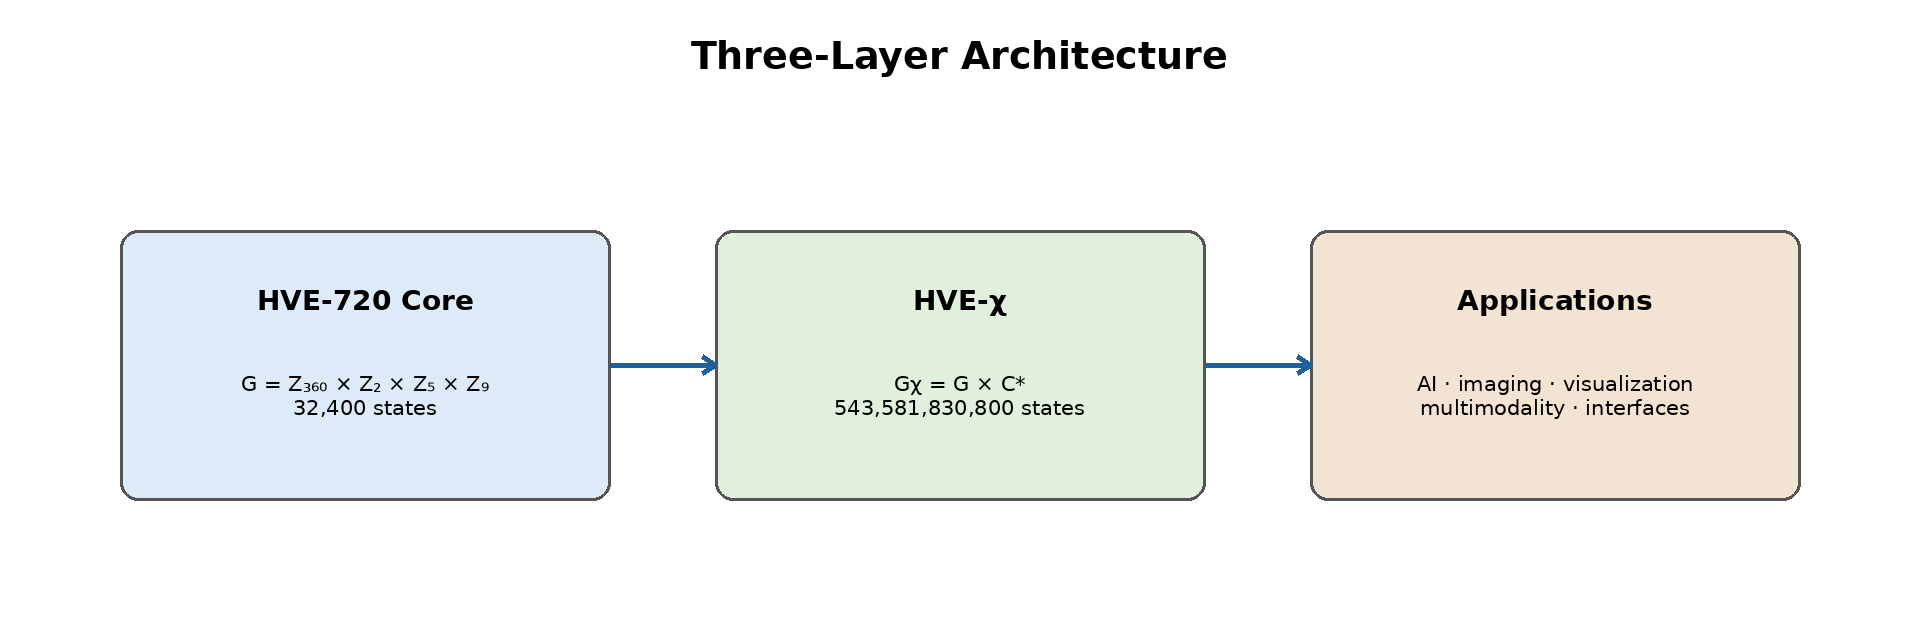 Three-Layer Architecture
HVE-720 Core
G = Z₃₆₀ × Z₂ × Z₅ × Z₉
32,400 states
HVE-χ
Gχ = G × C*
543,581,830,800 states
Applications
AI · imaging · visualization
multimodality · interfaces